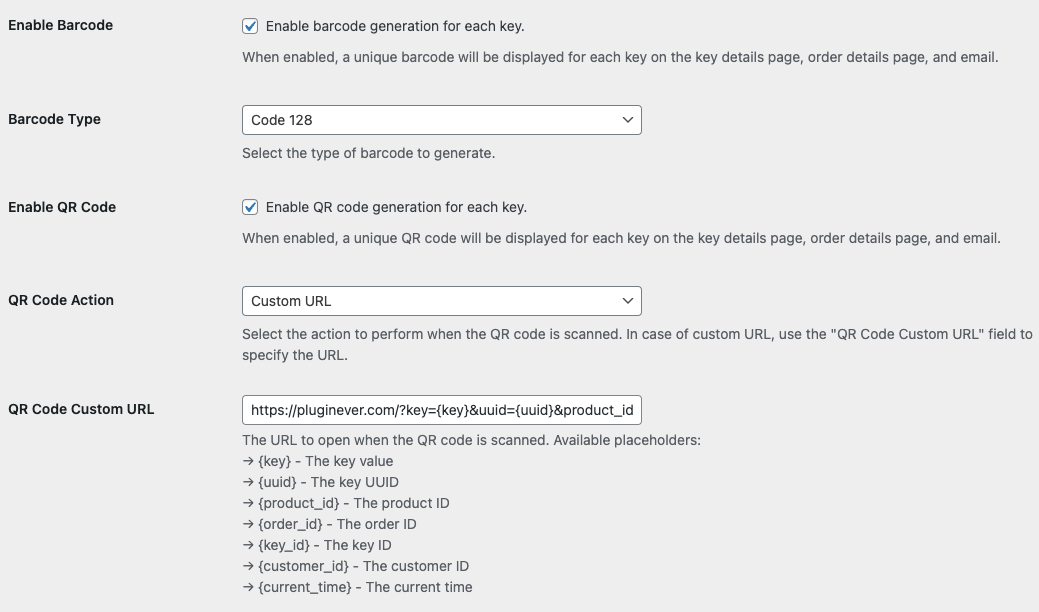 Enable Barcode
Enable barcode generation for each key.
When enabled, a unique barcode will be displayed for each key on the key details page, order details page, and email.
Barcode Type
Code 128
Select the type of barcode to generate.
Enable QR Code
Enable QR code generation for each key.
When enabled, a unique QR code will be displayed for each key on the key details page, order details page, and email.
QR Code Action
Custom URL
Select the action to perform when the QR code is scanned. In case of custom URL, use the "QR Code Custom URL" field to
specify the URL.
QR Code Custom URL
https://pluginever.com/?key={key}&uuid={uuid}&product_id
The URL to open when the QR code is scanned. Available placeholders:
→ {key} - The key value
→ {uuid} - The key UUID
→ {product_id} - The product ID
→ {order_id} - The order ID
→ {key_id} - The key ID
→ {customer_id} - The customer ID
→ {current_time} - The current time